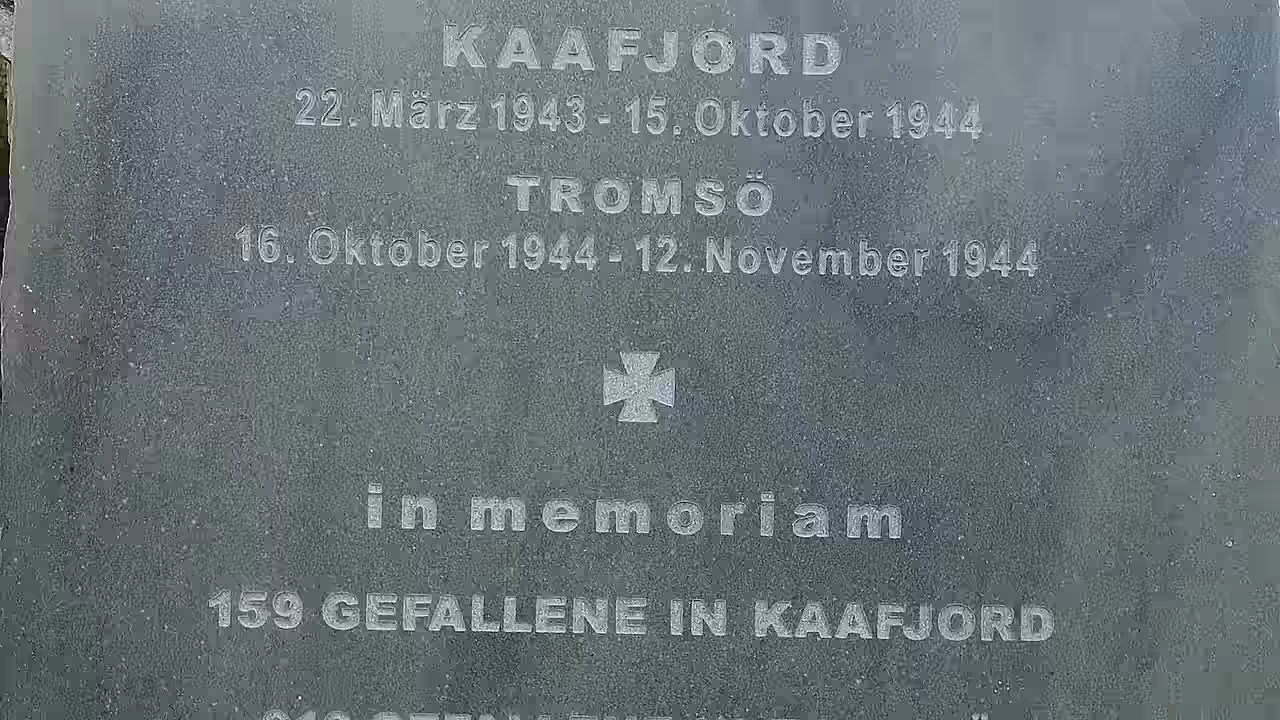 KAAFJORD
22. März 1943 - 15. Oktober 1944
TROMSÖ
16. Oktober 1944 - 12. November 1944
in memoriam
159 GEFALLENE IN KAAFJORD